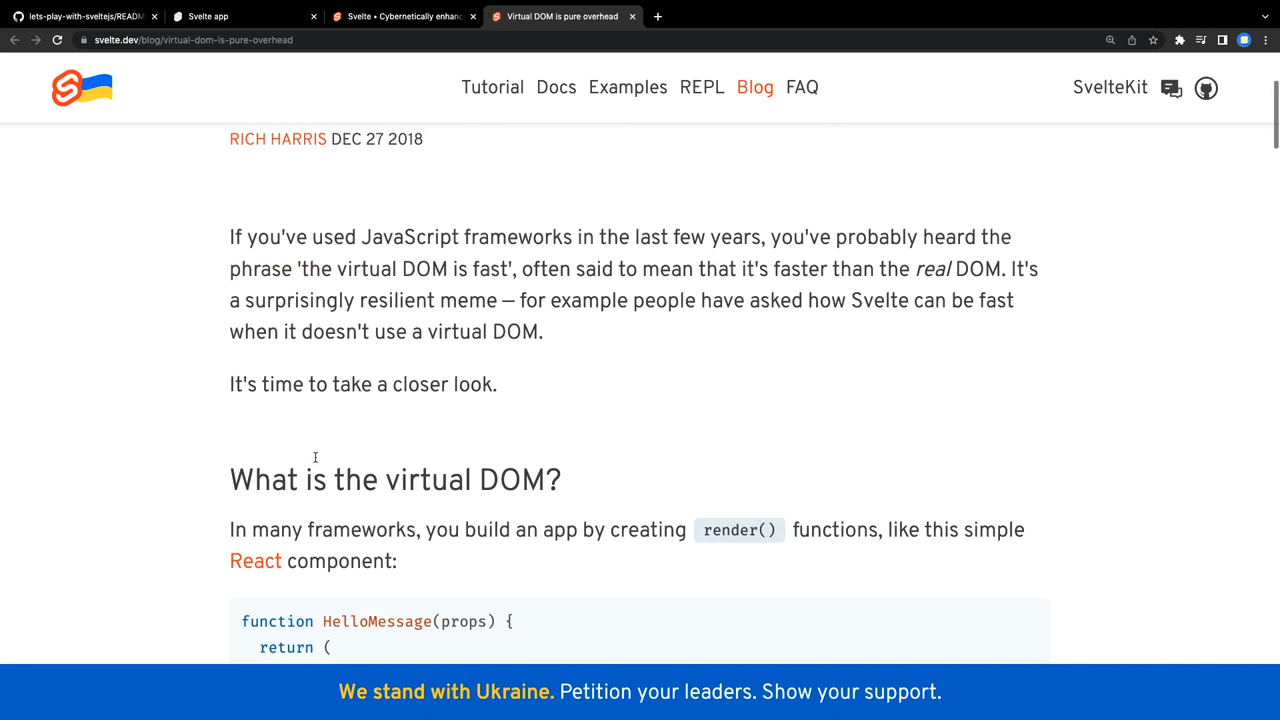 lets-play-with-sveltejs/READM
Svelte app
Svelte • Cybernetically enhanc
Virtual DOM is pure overhead
svelte.dev/blog/virtual-dom-is-pure-overhead
Tutorial Docs Examples REPL Blog FAQ SvelteKit
RICH HARRIS DEC 27 2018
If you've used JavaScript frameworks in the last few years, you've probably heard the
phrase 'the virtual DOM is fast', often said to mean that it's faster than the real DOM. It's
a surprisingly resilient meme — for example people have asked how Svelte can be fast
when it doesn't use a virtual DOM.
It's time to take a closer look.
What is the virtual DOM?
In many frameworks, you build an app by creating render() functions, like this simple
React component:
function HelloMessage(props) {
return (
We stand with Ukraine. Petition your leaders. Show your support.